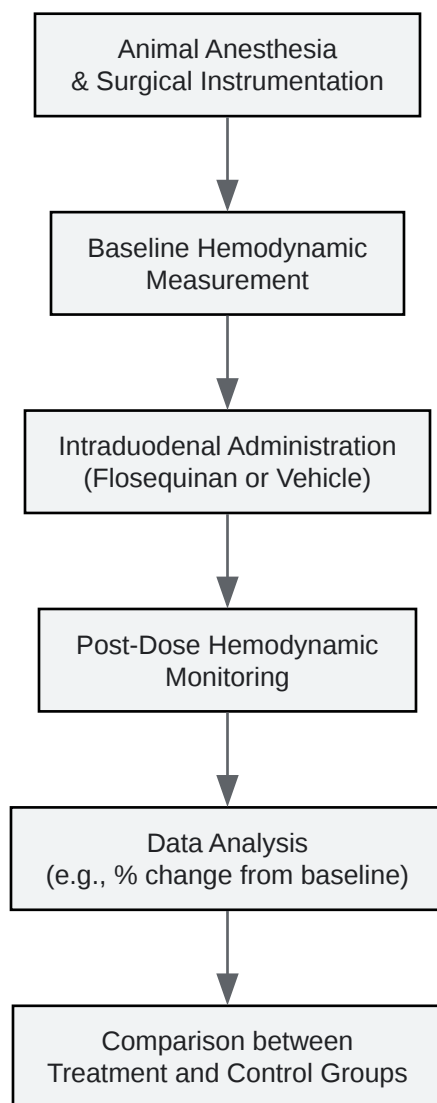 Animal Anesthesia
& Surgical Instrumentation
Baseline Hemodynamic
Measurement
Intraduodenal Administration
(Flosequinan or Vehicle)
Post-Dose Hemodynamic
Monitoring
Data Analysis
(e.g., % change from baseline)
Comparison between
Treatment and Control Groups